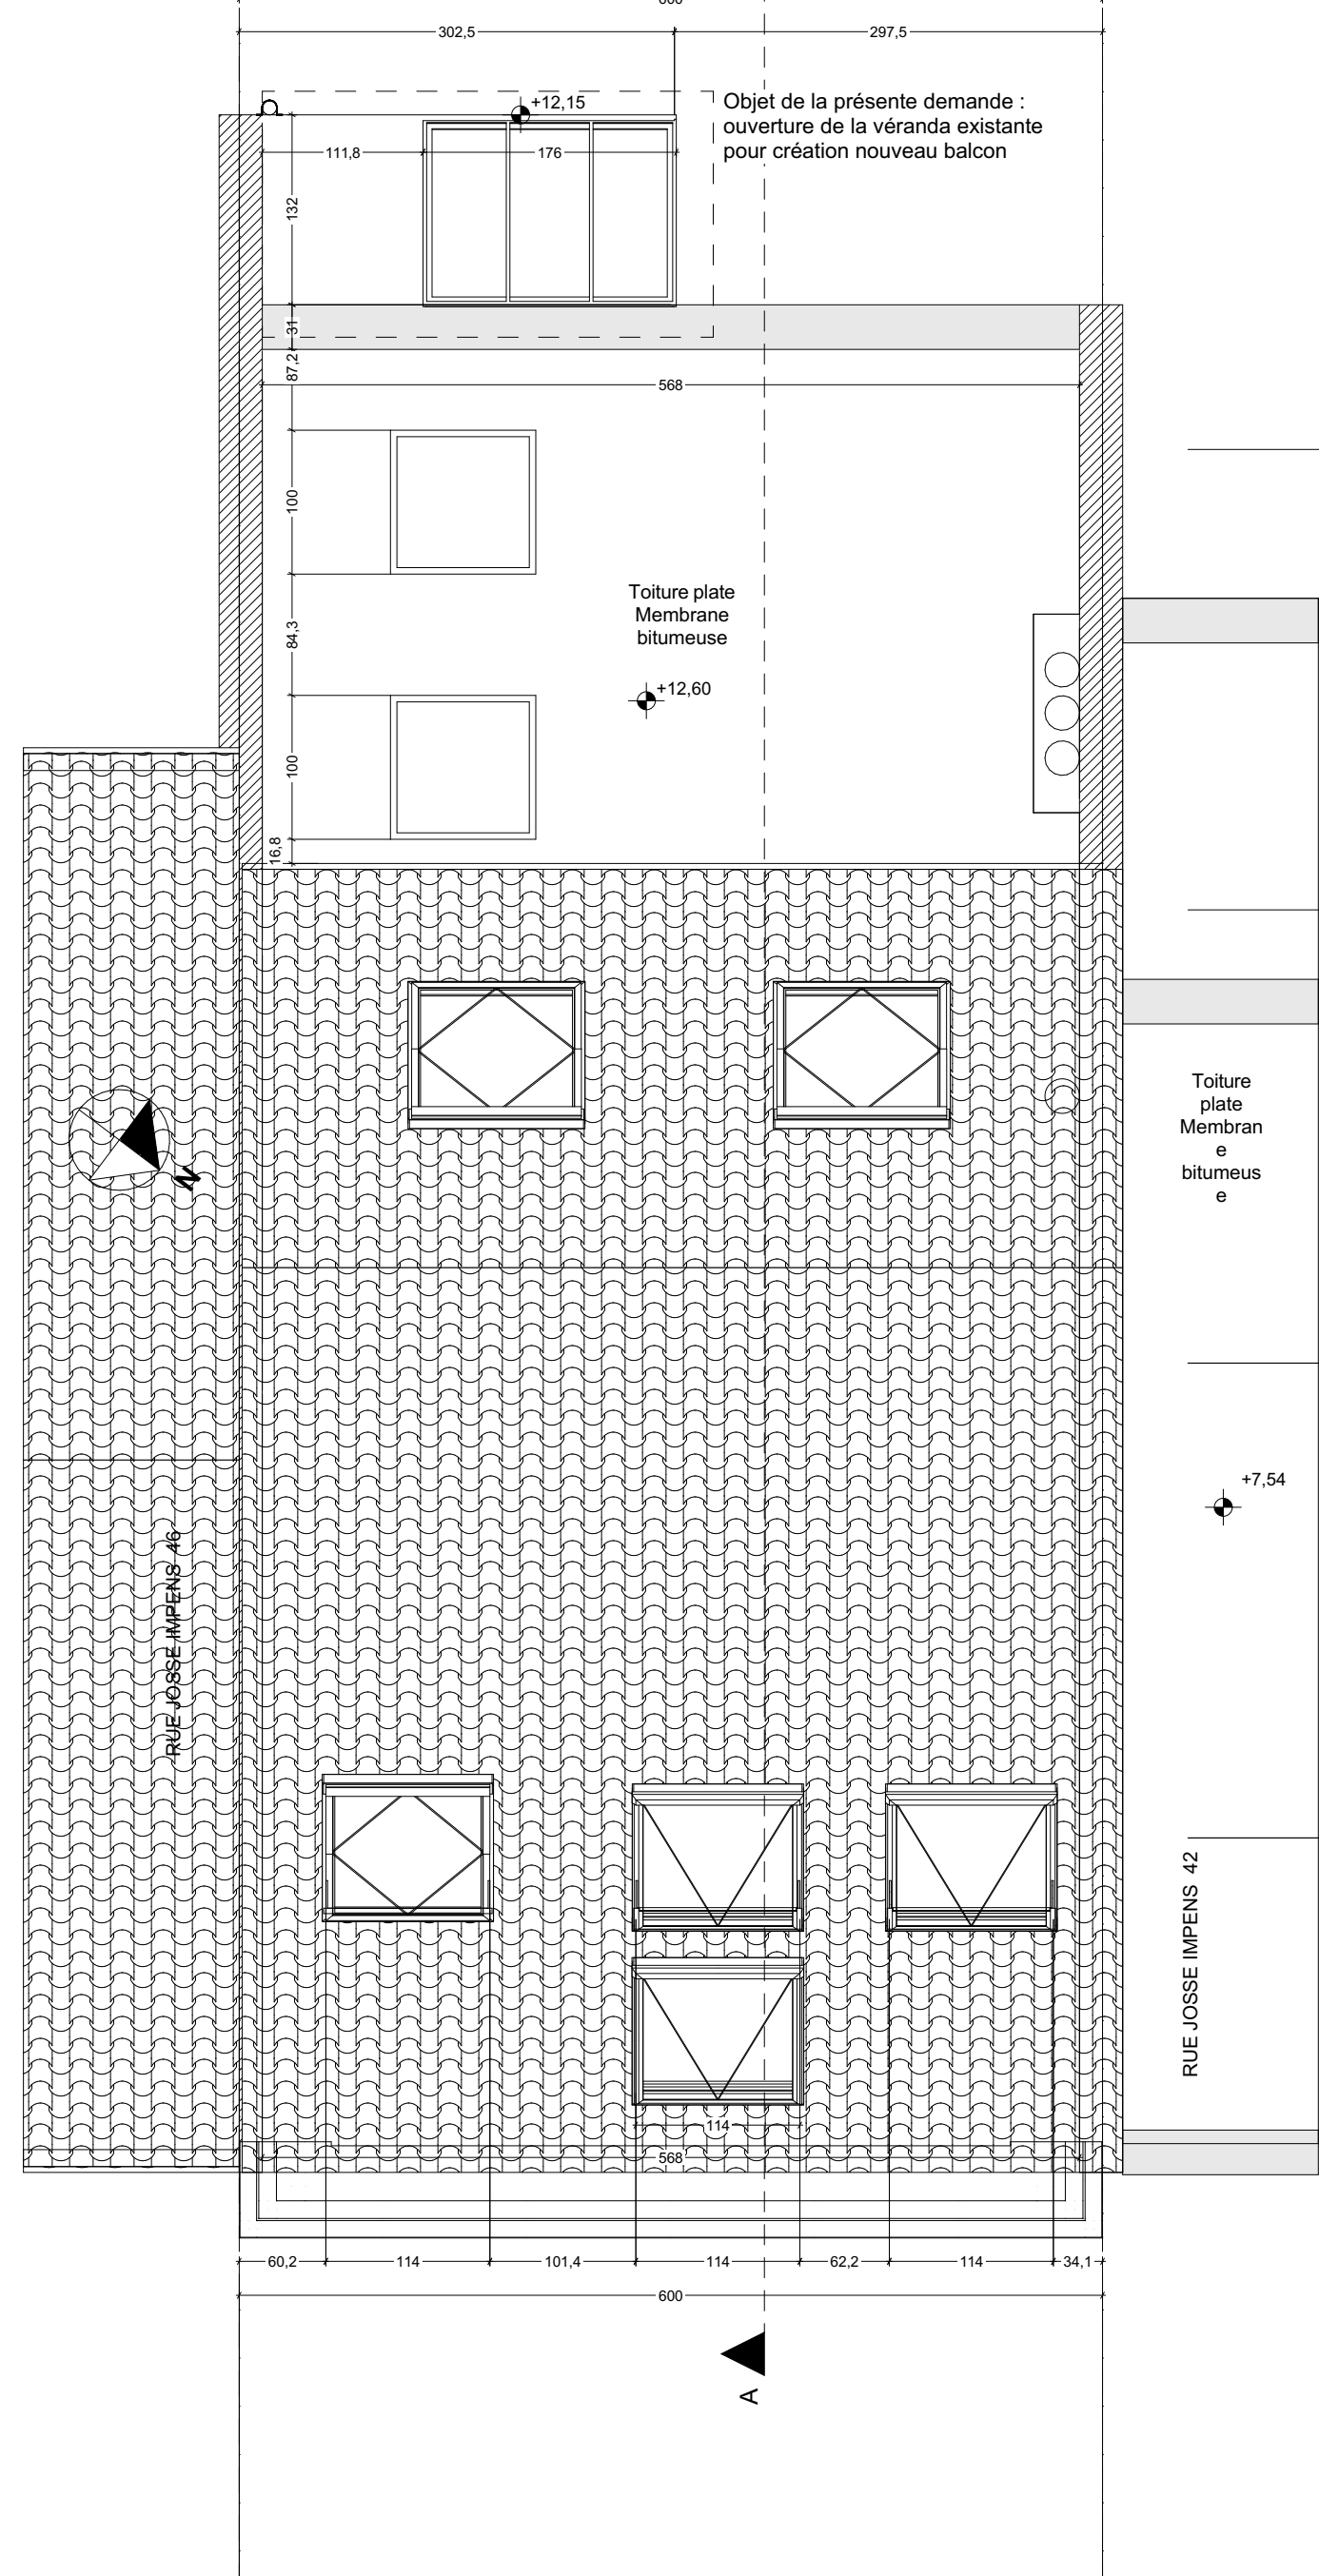 600
302,5
297,5
+12,15
Objet de la présente demande :
ouverture de la véranda existante
pour création nouveau balcon
111,8
176
132
31
87,2
568
100
Toiture plate
Membrane
bitumeuse
84,3
+12,60
100
16,8
N
Toiture
plate
Membran
e
bitumeus
e
+7,54
RUE JOSSE IMPENS 46
RUE JOSSE IMPENS 42
114
568
60,2
114
101,4
114
62,2
114
34,1
600
A